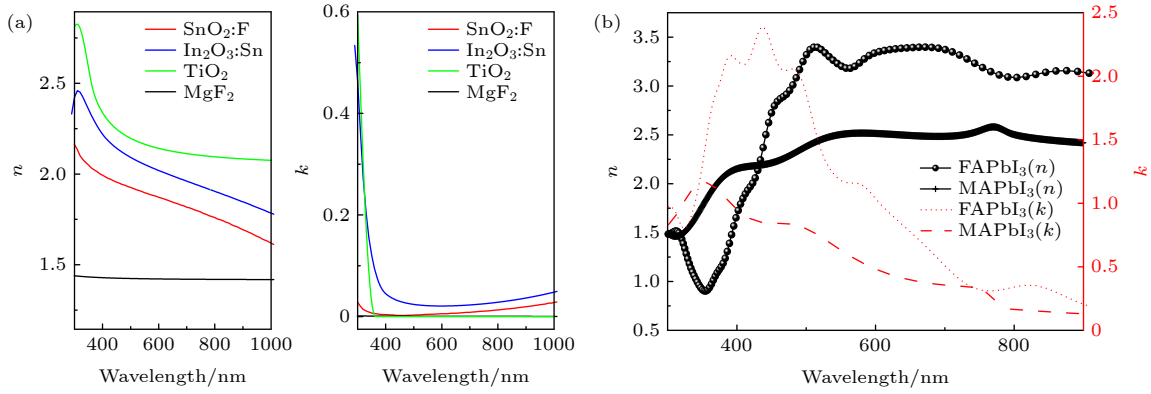 (a)
SnO2:F
In2O3:Sn
TiO2
MgF2
2.5
2.0
1.5
n
400 600 800 1000
Wavelength/nm
SnO2:F
In2O3:Sn
TiO2
MgF2
0.6
0.4
0.2
0
k
400 600 800 1000
Wavelength/nm
(b)
3.5
3.0
2.5
2.0
1.5
1.0
0.5
n
FAPbI3(n)
MAPbI3(n)
FAPbI3(k)
MAPbI3(k)
2.5
2.0
1.5
1.0
0.5
0
k
400 600 800
Wavelength/nm